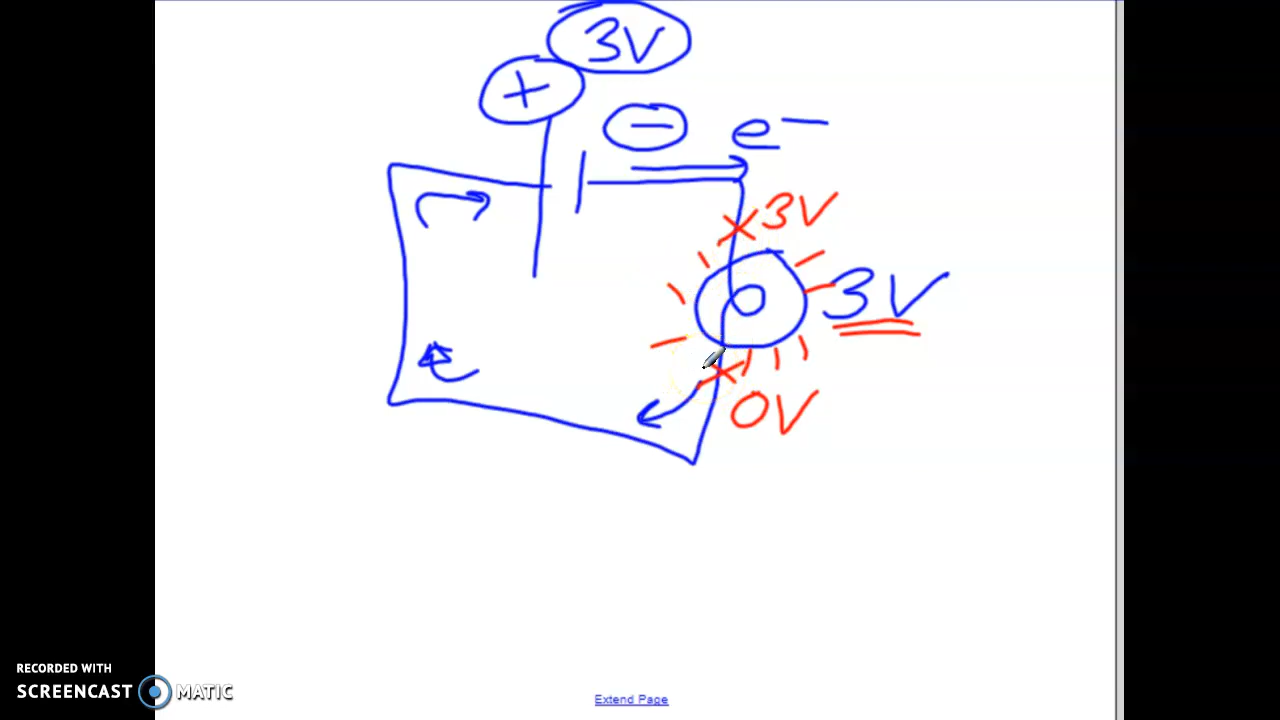 3V
+
− e−
3V
3V
0V
RECORDED WITH
SCREENCAST MATIC
Extend Page